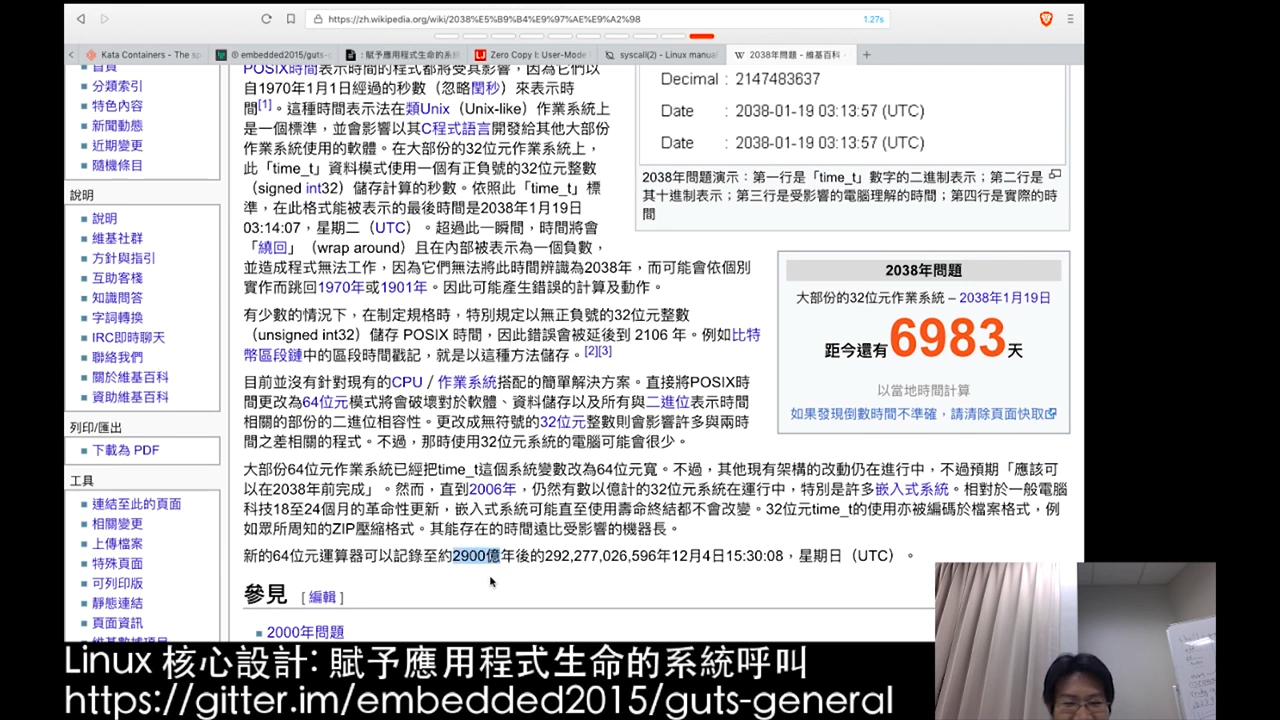 https://zh.wikipedia.org/wiki/2038%E5%B9%B4%E9%97%AE%E9%A2%98
1.27s
Kata Containers - The sp
embedded2015/guts-
: 賦予應用程式生命的系統
Zero Copy I: User-Mode
syscall(2) - Linux manual
2038年問題 - 維基百科
首頁
分類索引
特色內容
新聞動態
近期變更
隨機條目
說明
說明
維基社群
方針與指引
互助客棧
知識問答
字詞轉換
IRC即時聊天
聯絡我們
關於維基百科
資助維基百科
列印/匯出
下載為 PDF
工具
連結至此的頁面
相關變更
上傳檔案
特殊頁面
可列印版
靜態連結
頁面資訊
維基數據項目
POSIX時間表示時間的程式都將受其影響，因為它們以
自1970年1月1日經過的秒數（忽略閏秒）來表示時
間[1]。這種時間表示法在類Unix（Unix-like）作業系統上
是一個標準，並會影響以其C程式語言開發給其他大部份
作業系統使用的軟體。在大部份的32位元作業系統上，
此「time_t」資料模式使用一個有正負號的32位元整數
（signed int32）儲存計算的秒數。依照此「time_t」標
準，在此格式能被表示的最後時間是2038年1月19日
03:14:07，星期二（UTC）。超過此一瞬間，時間將會
「繞回」（wrap around）且在內部被表示為一個負數，
並造成程式無法工作，因為它們無法將此時間辨識為2038年，而可能會依個別
實作而跳回1970年或1901年。因此可能產生錯誤的計算及動作。
有少數的情況下，在制定規格時，特別規定以無正負號的32位元整數
（unsigned int32）儲存 POSIX 時間，因此錯誤會被延後到 2106 年。例如比特
幣區段鏈中的區段時間戳記，就是以這種方法儲存。[2][3]
目前並沒有針對現有的CPU / 作業系統搭配的簡單解決方案。直接將POSIX時
間更改為64位元模式將會破壞對於軟體、資料儲存以及所有與二進位表示時間
相關的部份的二進位相容性。更改成無符號的32位元整數則會影響許多與兩時
間之差相關的程式。不過，那時使用32位元系統的電腦可能會很少。
大部份64位元作業系統已經把time_t這個系統變數改為64位元寬。不過，其他現有架構的改動仍在進行中，不過預期「應該可
以在2038年前完成」。然而，直到2006年，仍然有數以億計的32位元系統在運行中，特別是許多嵌入式系統。相對於一般電腦
科技18至24個月的革命性更新，嵌入式系統可能直至使用壽命終結都不會改變。32位元time_t的使用亦被編碼於檔案格式，例
如眾所周知的ZIP壓縮格式。其能存在的時間遠比受影響的機器長。
新的64位元運算器可以記錄至約2900億年後的292,277,026,596年12月4日15:30:08，星期日（UTC）。
參見 [編輯]
2000年問題
Decimal : 2147483637
Date : 2038-01-19 03:13:57 (UTC)
Date : 2038-01-19 03:13:57 (UTC)
2038年問題演示：第一行是「time_t」數字的二進制表示；第二行是
其十進制表示；第三行是受影響的電腦理解的時間；第四行是實際的時
間
2038年問題
大部份的32位元作業系統 – 2038年1月19日
距今還有6983天
以當地時間計算
如果發現倒數時間不準確，請清除頁面快取
Linux 核心設計: 賦予應用程式生命的系統呼叫
https://gitter.im/embedded2015/guts-general